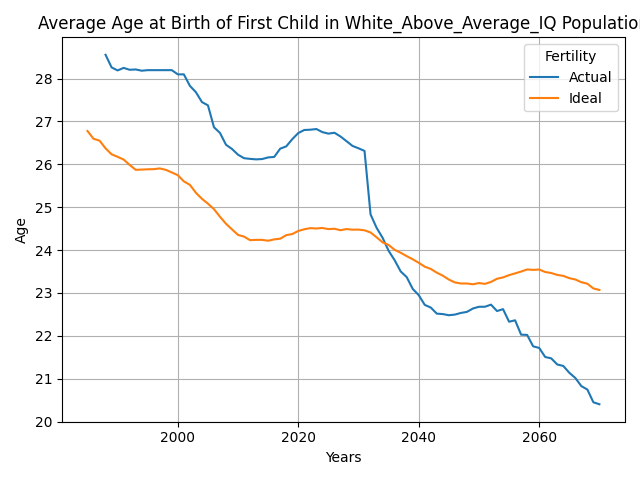 Average Age at Birth of First Child in White_Above_Average_IQ Population
Fertility
Actual
Ideal
28
27
26
25
24
23
22
21
20
Age
2000
2020
2040
2060
Years